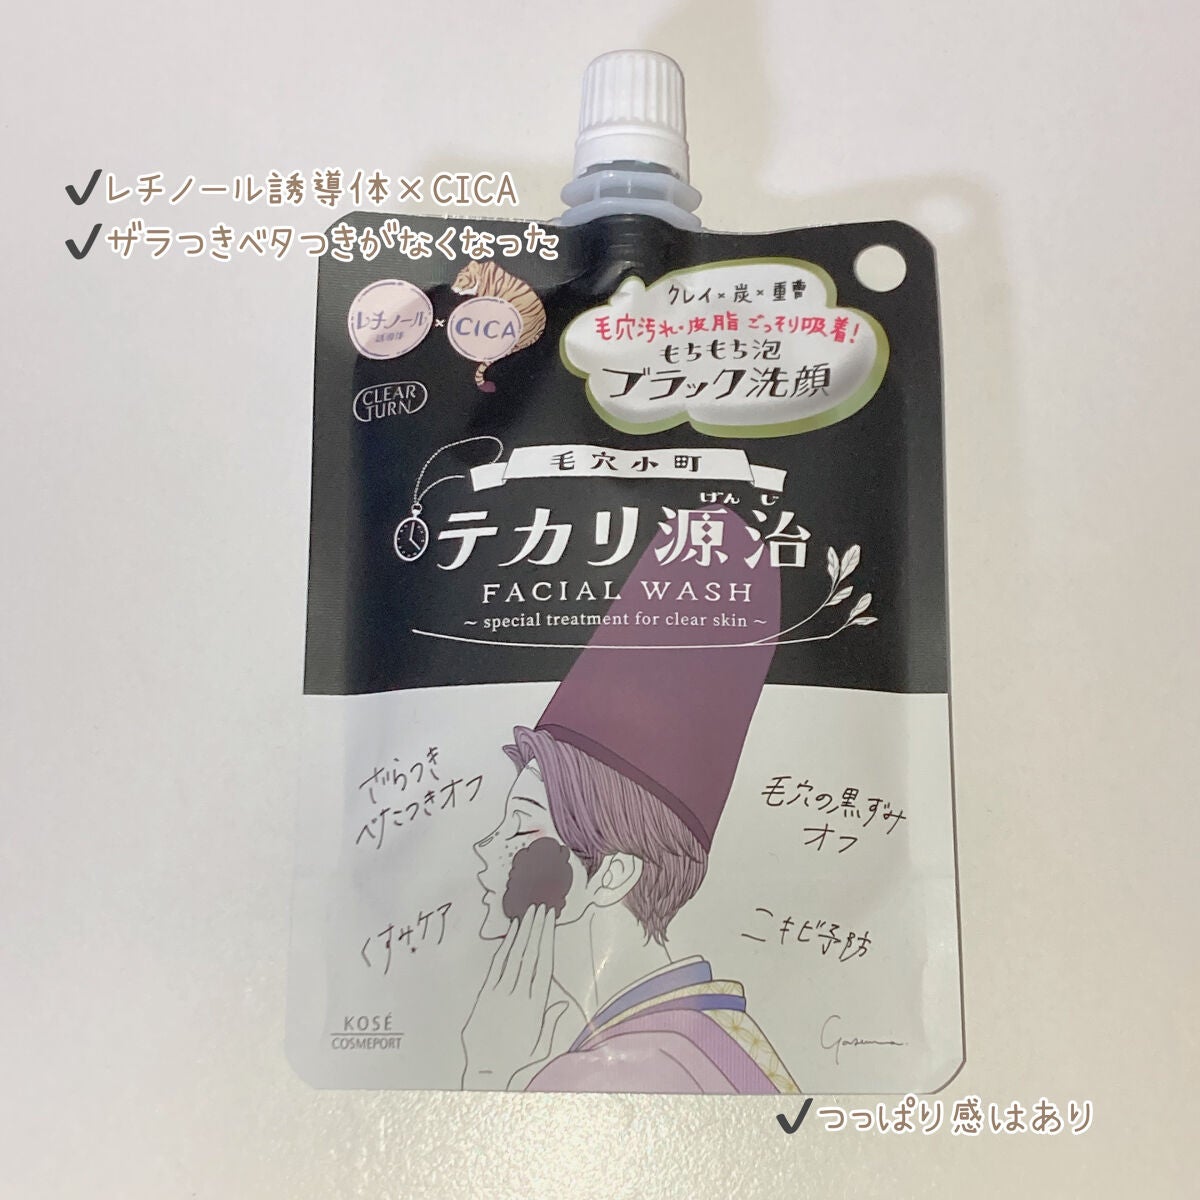 ✓レチノール誘導体×CICA
✓ザラつきベタつきがなくなった
レチノール
誘導体
×
CICA
CLEAR
TURN
クレイ×炭×重曹
毛穴汚れ・皮脂ごっそり吸着!
もちもち泡
ブラック洗顔
毛穴小町
げんじ
テカリ源治
FACIAL WASH
~ special treatment for clear skin ~
ざらつき
べたつきオフ
毛穴の黒ずみ
オフ
くすみケア
ニキビ予防
KOSÉ
COSMEPORT
✓つっぱり感はあり